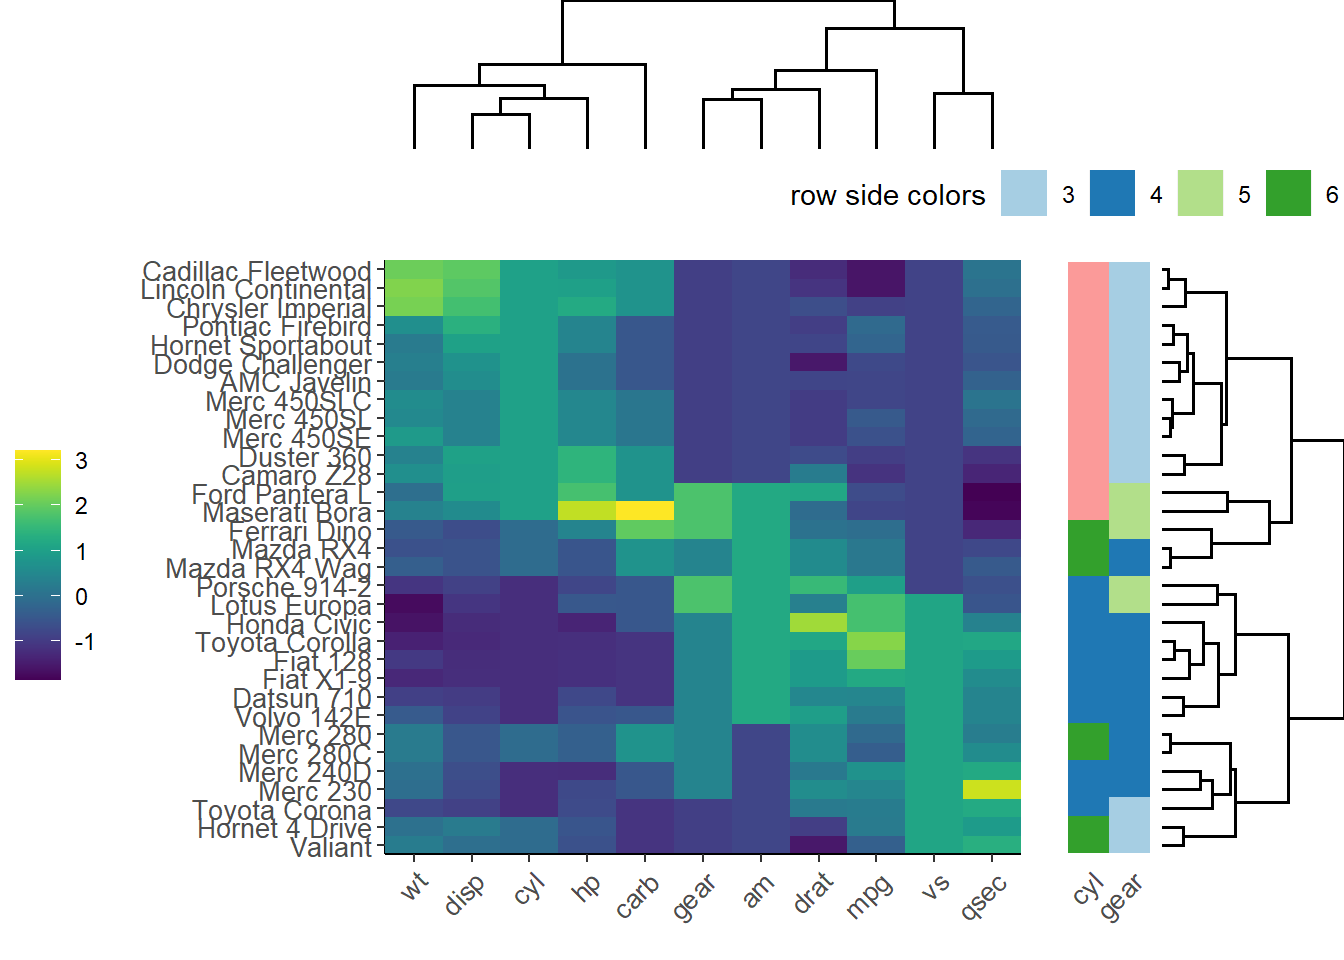 row side colors 3 4 5 6
Cadillac Fleetwood
Lincoln Continental
Chrysler Imperial
Pontiac Firebird
Hornet Sportabout
Dodge Challenger
AMC Javelin
Merc 450SLC
Merc 450SL
Merc 450SE
Duster 360
Camaro Z28
Ford Pantera L
Maserati Bora
Ferrari Dino
Mazda RX4
Mazda RX4 Wag
Porsche 914-2
Lotus Europa
Honda Civic
Toyota Corolla
Fiat 128
Fiat X1-9
Datsun 710
Volvo 142E
Merc 280
Merc 280C
Merc 240D
Merc 230
Toyota Corona
Hornet 4 Drive
Valiant
3
2
1
0
-1
wt disp cyl hp carb gear am drat mpg vs qsec
cyl gear